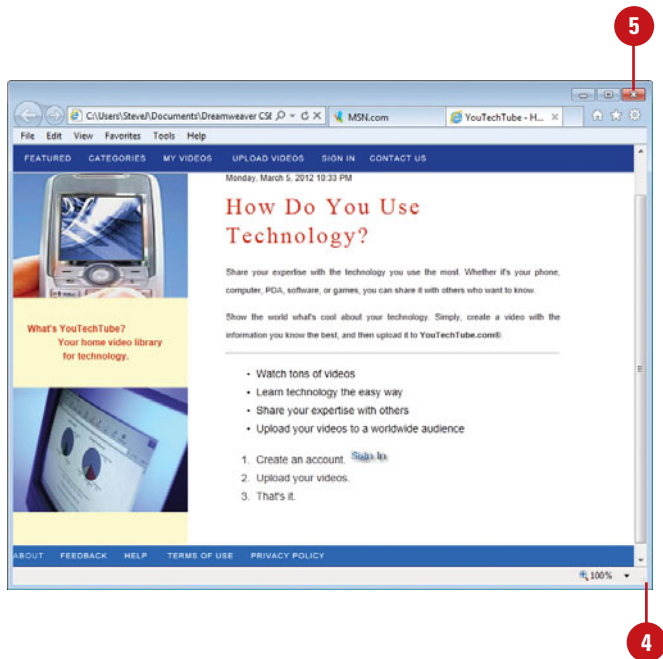 5
C:\Users\SteveJ\Documents\Dreamweaver CS6
MSN.com
YouTechTube - H...
File Edit View Favorites Tools Help
FEATURED CATEGORIES MY VIDEOS UPLOAD VIDEOS SIGN IN CONTACT US
Monday, March 5, 2012 10:33 PM
How Do You Use
Technology?
Share your expertise with the technology you use the most. Whether it's your phone,
computer, PDA, software, or games, you can share it with others who want to know.
Show the world what's cool about your technology. Simply, create a video with the
information you know the best, and then upload it to YouTechTube.com®
What's YouTechTube?
Your home video library
for technology.
• Watch tons of videos
• Learn technology the easy way
• Share your expertise with others
• Upload your videos to a worldwide audience
1. Create an account. Sign In
2. Upload your videos.
3. That's it.
ABOUT FEEDBACK HELP TERMS OF USE PRIVACY POLICY
100%
4